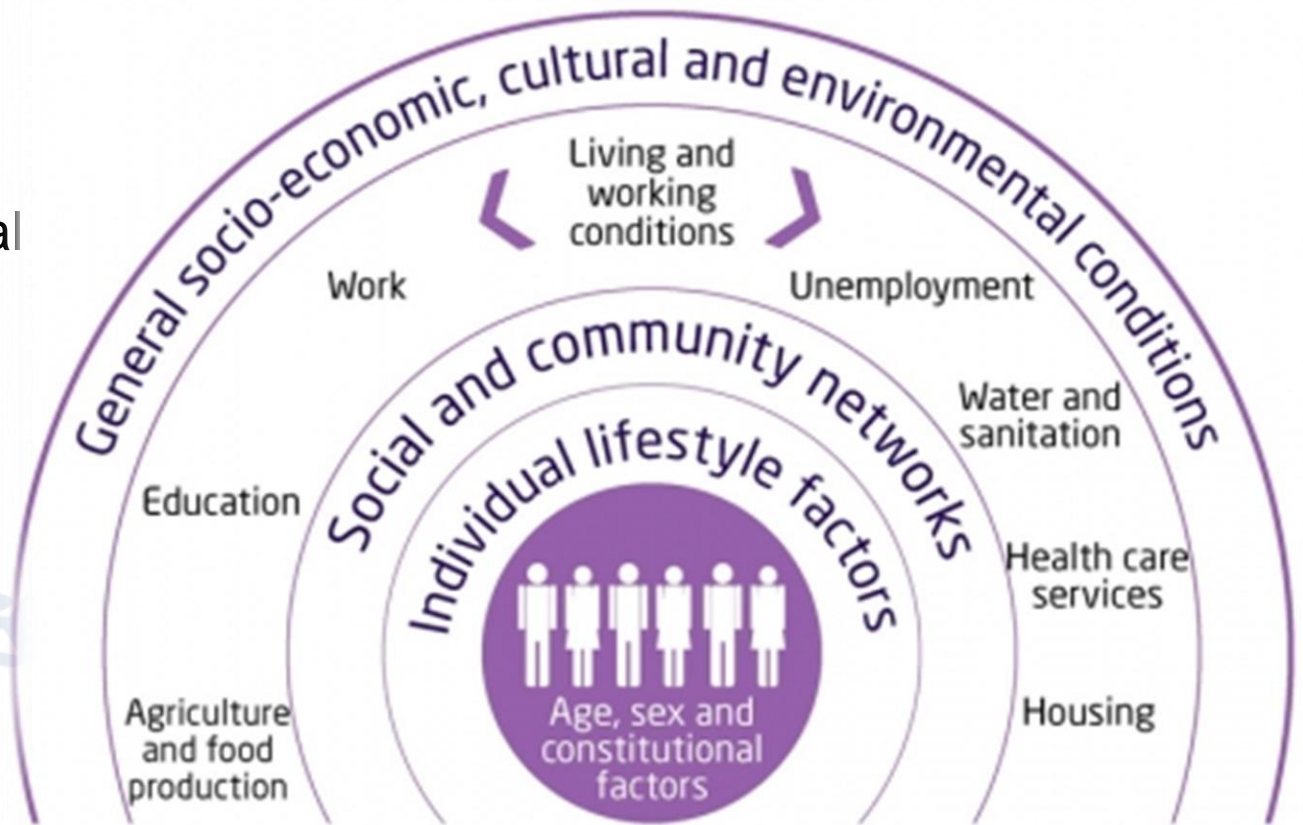 General socio-economic, cultural and environmental conditions
Living and
working
conditions
Work
Unemployment
Social and community networks
Water and
sanitation
Individual lifestyle factors
Education
Health care
services
Agriculture
and food
production
Housing
Age, sex and
constitutional
factors
al